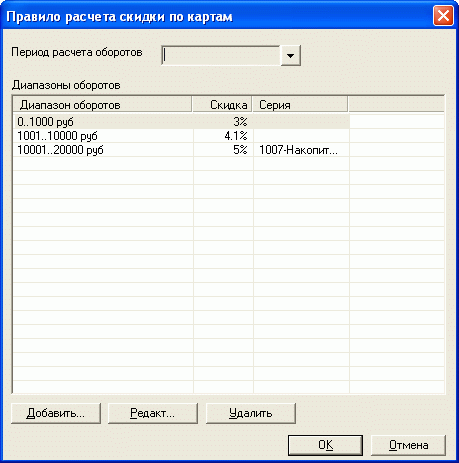 Правило расчета скидки по картам
Период расчета оборотов
Диапазоны оборотов
Диапазон оборотов Скидка Серия
0..1000 руб 3%
1001..10000 руб 4.1%
10001..20000 руб 5% 1007-Накопит...
Добавить... Редакт... Удалить
OK Отмена